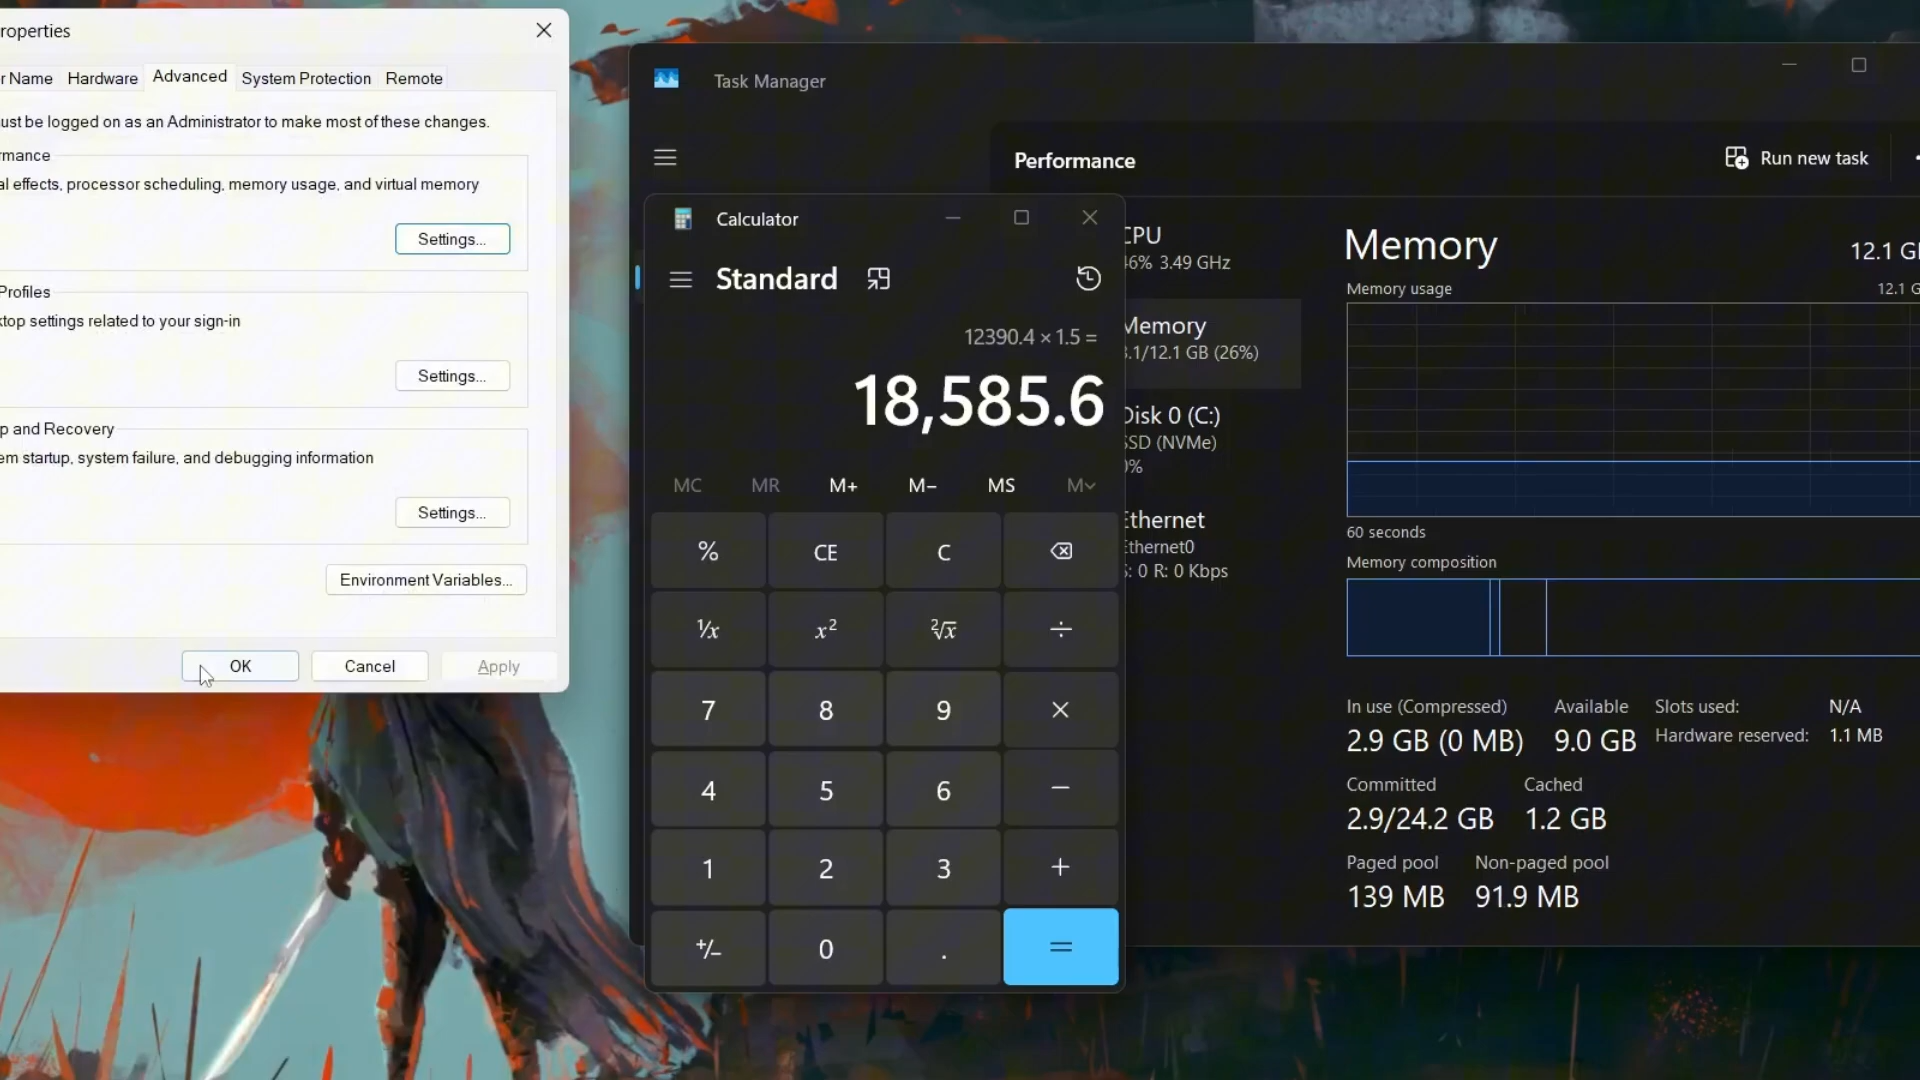 roperties
r Name Hardware Advanced System Protection Remote
ust be logged on as an Administrator to make most of these changes.
rmance
al effects, processor scheduling, memory usage, and virtual memory
Settings...
Profiles
ktop settings related to your sign-in
Settings...
p and Recovery
em startup, system failure, and debugging information
Settings...
Environment Variables...
OK Cancel Apply
Task Manager
Performance
Run new task
Calculator
Standard
12390.4 × 1.5 =
18,585.6
MC MR M+ M− MS M
% CE C
⅟x x² ²√x ÷
7 8 9 ×
4 5 6 −
1 2 3 +
+/− 0 . =
CPU
46% 3.49 GHz
Memory
3.1/12.1 GB (26%)
Disk 0 (C:)
SSD (NVMe)
0%
Ethernet
Ethernet0
S: 0 R: 0 Kbps
Memory 12.1 G
Memory usage 12.1 G
60 seconds
Memory composition
In use (Compressed) Available Slots used: N/A
2.9 GB (0 MB) 9.0 GB Hardware reserved: 1.1 MB
Committed Cached
2.9/24.2 GB 1.2 GB
Paged pool Non-paged pool
139 MB 91.9 MB